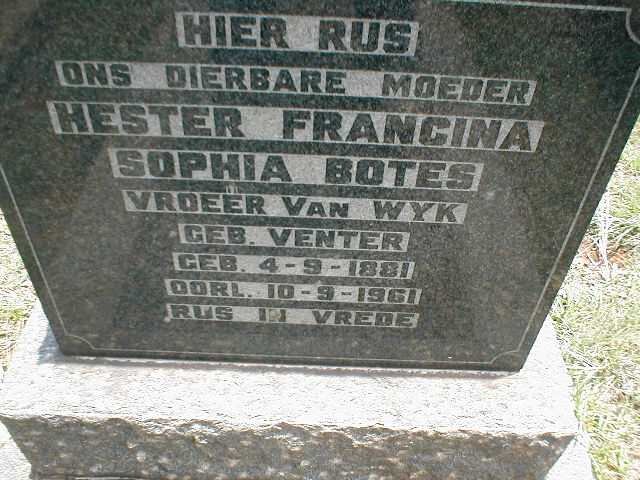 HIER RUS
ONS DIERBARE MOEDER
HESTER FRANCINA
SOPHIA BOTES
VROEËR VAN WYK
GEB. VENTER
GEB. 4-9-1881
OORL. 10-9-1961
RUS IN VREDE